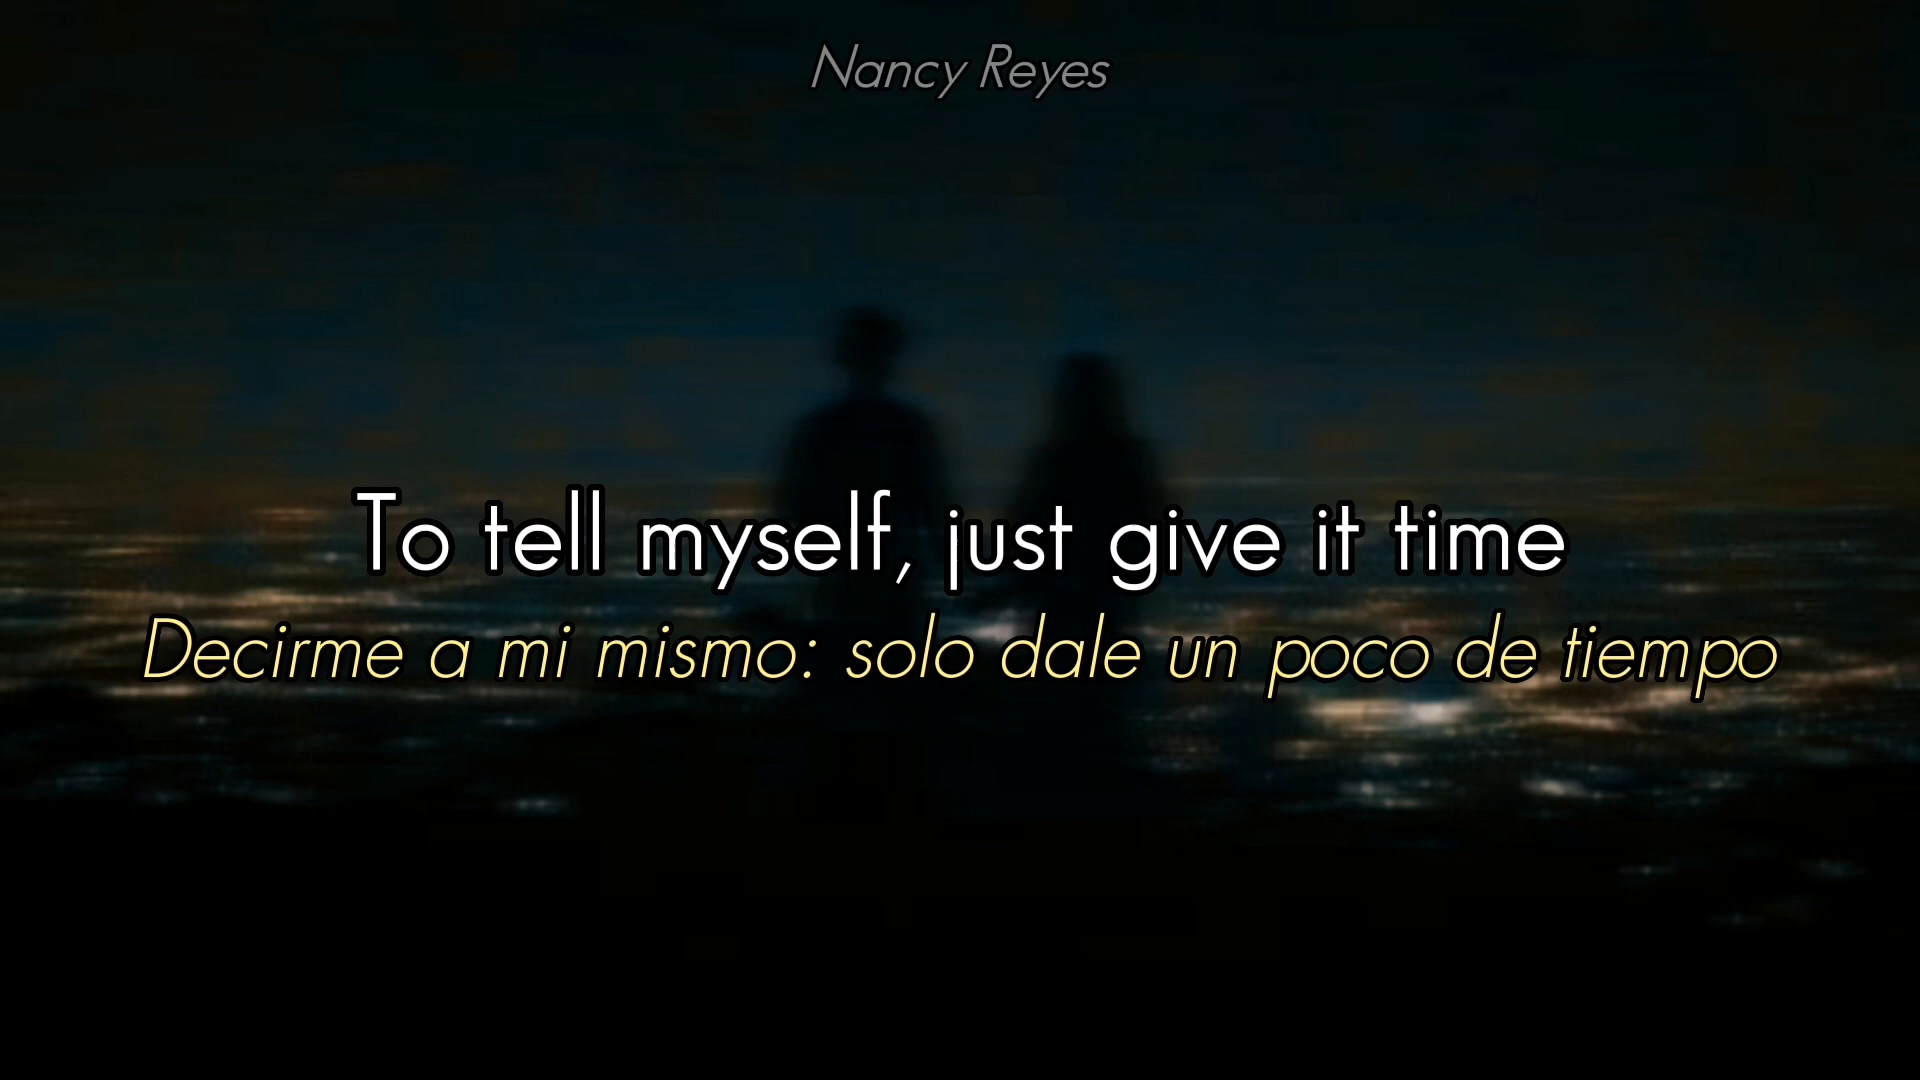 Nancy Reyes
To tell myself, just give it time
Decirme a mi mismo: solo dale un poco de tiempo